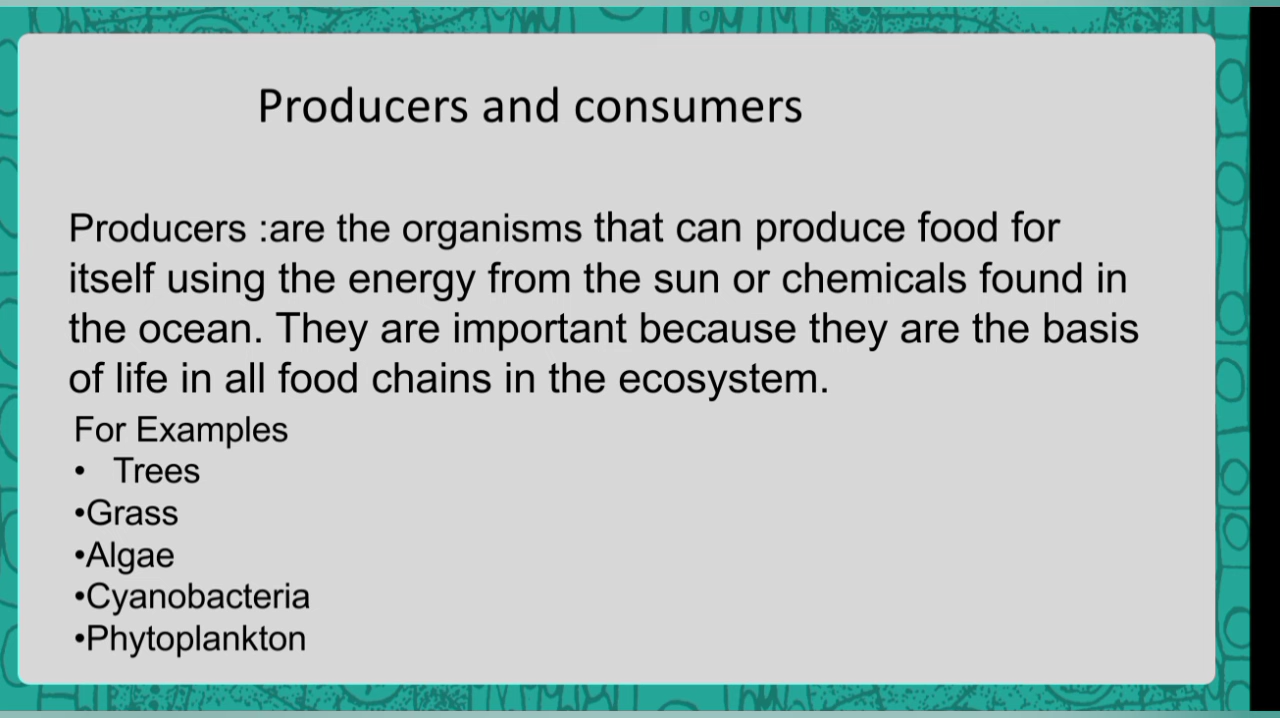 Producers and consumers
Producers :are the organisms that can produce food for
itself using the energy from the sun or chemicals found in
the ocean. They are important because they are the basis
of life in all food chains in the ecosystem.
For Examples
• Trees
•Grass
•Algae
•Cyanobacteria
•Phytoplankton